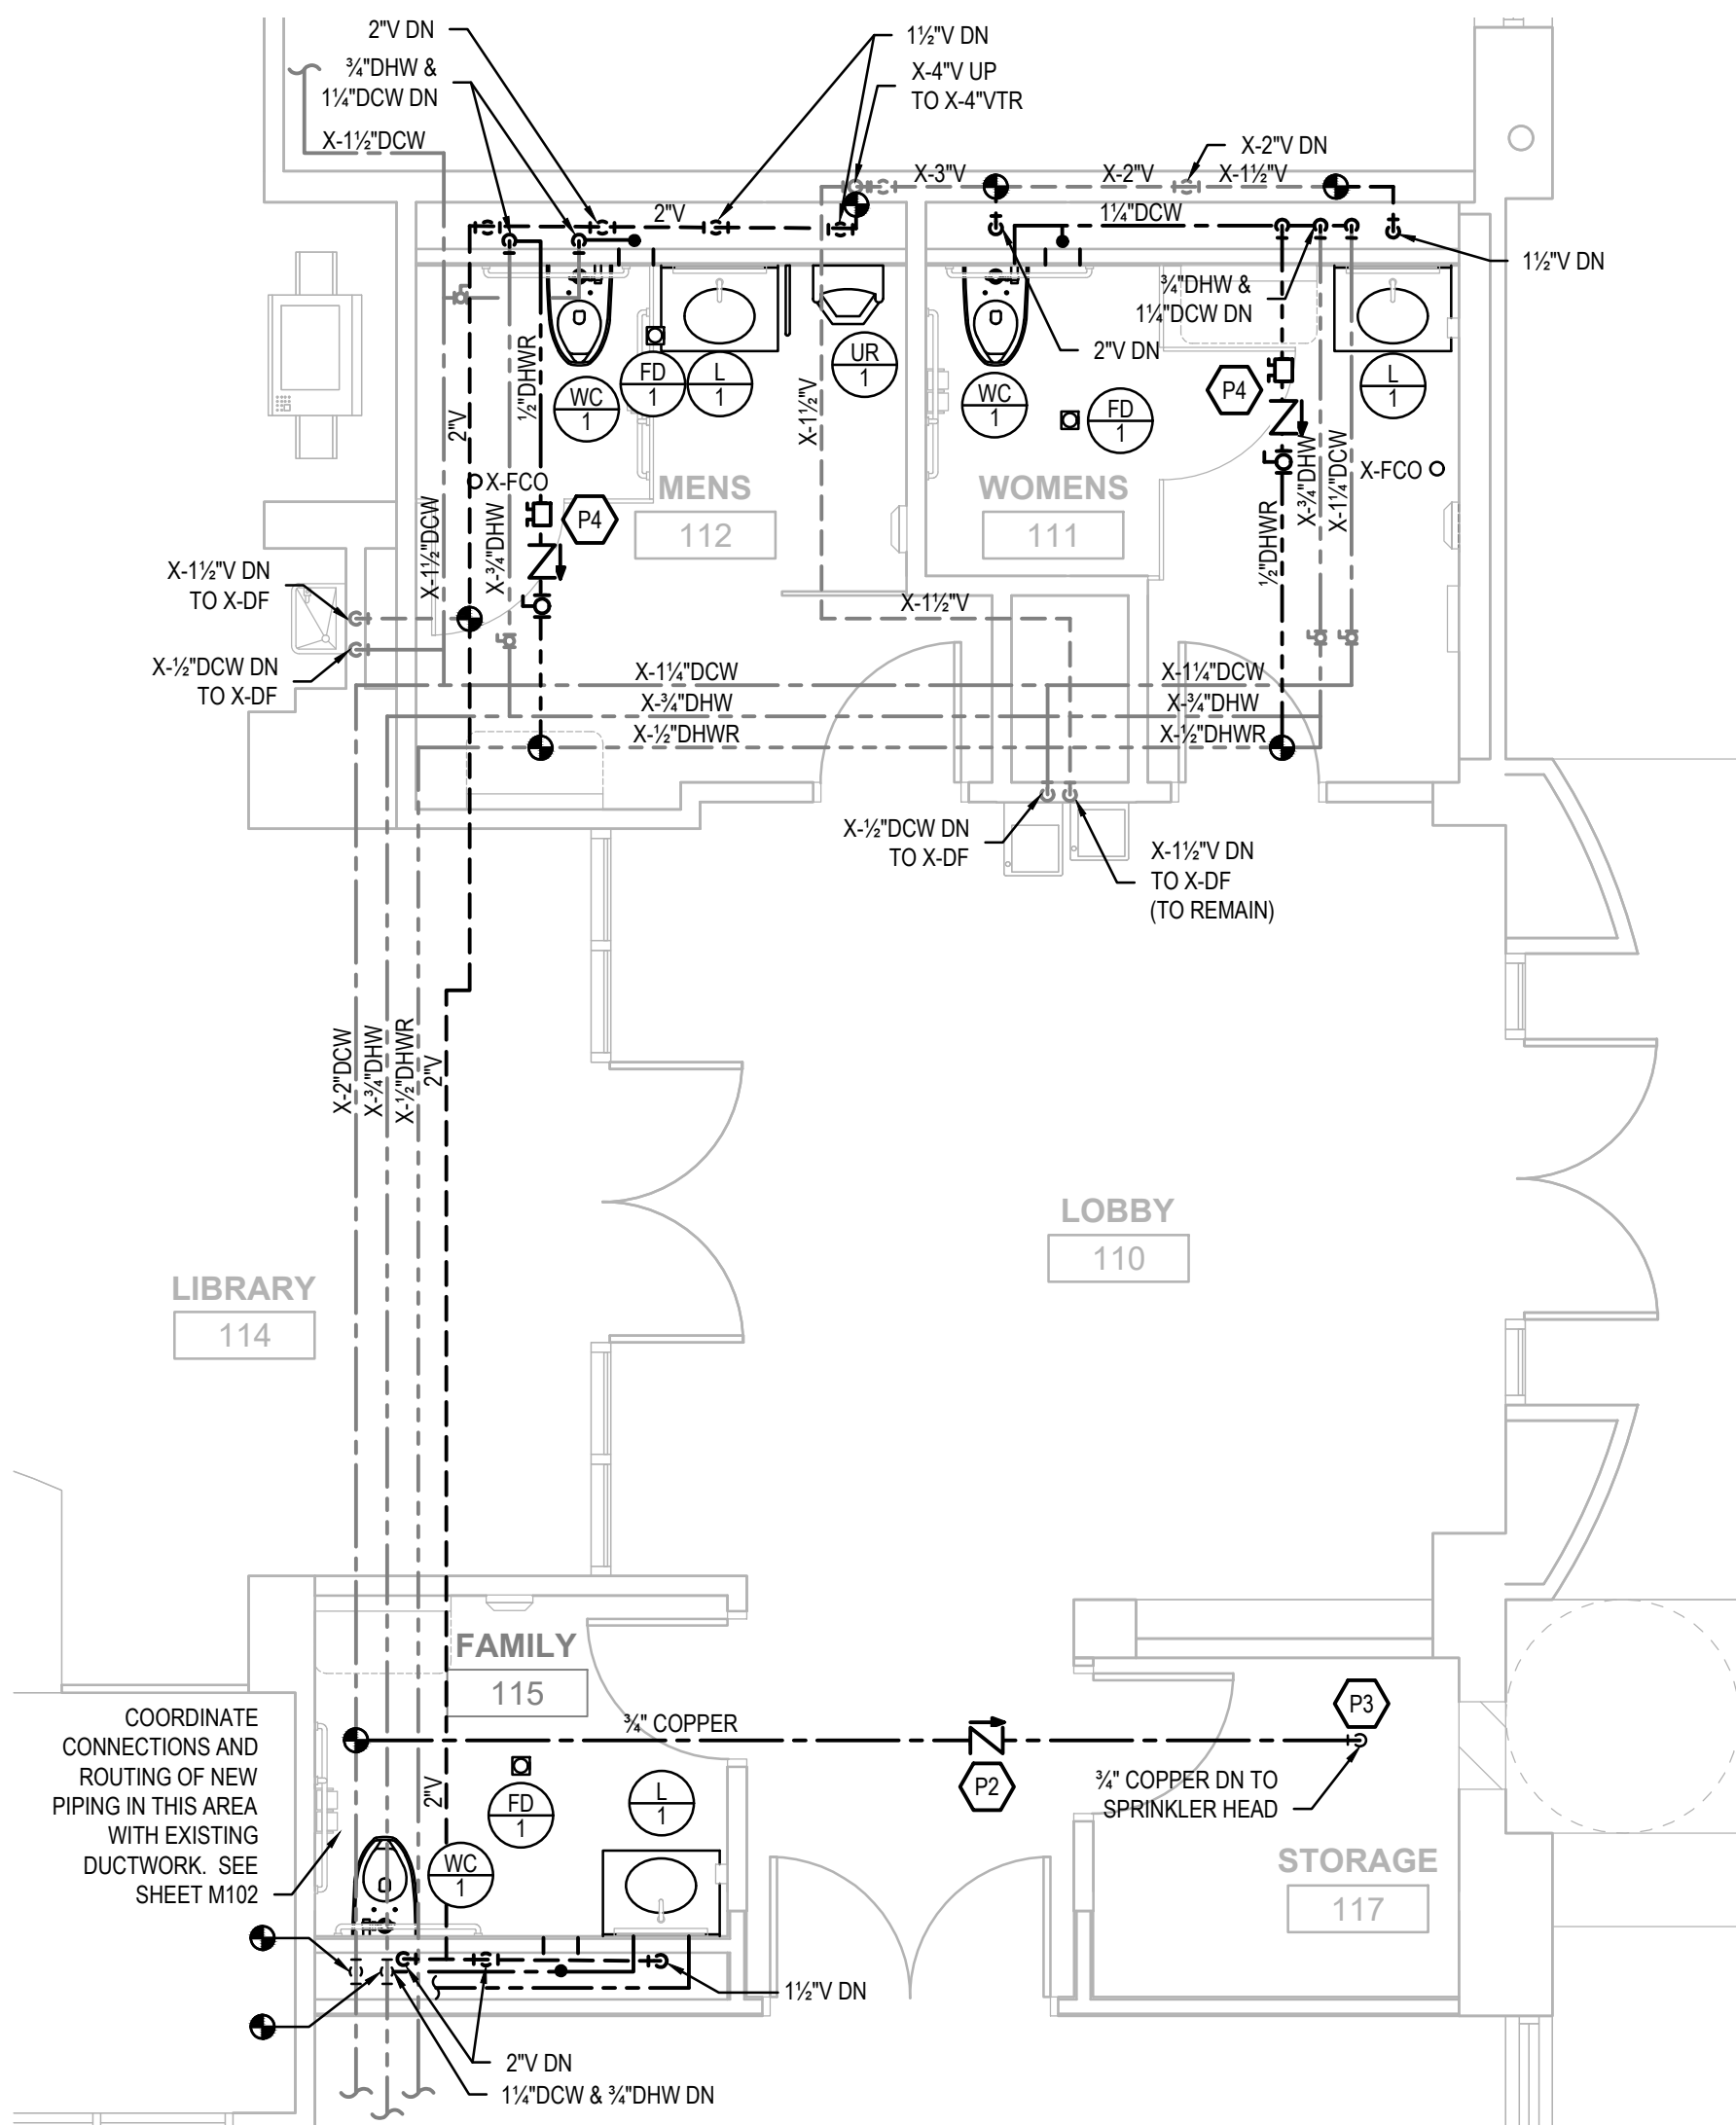 2"V DN
¾"DHW &
1¼"DCW DN
X-1½"DCW
1½"V DN
X-4"V UP
TO X-4"VTR
X-2"V DN
X-3"V
X-2"V
X-1½"V
2"V
1¼"DCW
1½"V DN
¾"DHW &
1¼"DCW DN
2"V DN
UR
1
FD
1
L
1
WC
1
WC
1
FD
1
L
1
P4
P4
½"DHWR
2"V
X-1½"V
X-FCO
X-FCO
MENS
112
WOMENS
111
X-1½"DCW
X-¾"DHW
½"DHWR
X-¾"DHW
X-1¼"DCW
X-1½"V DN
TO X-DF
X-½"DCW DN
TO X-DF
X-1½"V
X-1¼"DCW
X-¾"DHW
X-½"DHWR
X-1¼"DCW
X-¾"DHW
X-½"DHWR
X-½"DCW DN
TO X-DF
X-1½"V DN
TO X-DF
(TO REMAIN)
X-2"DCW
X-¾"DHW
X-½"DHWR
2"V
LOBBY
110
LIBRARY
114
FAMILY
115
COORDINATE
CONNECTIONS AND
ROUTING OF NEW
PIPING IN THIS AREA
WITH EXISTING
DUCTWORK. SEE
SHEET M102
¾" COPPER
P3
P2
¾" COPPER DN TO
SPRINKLER HEAD
2"V
FD
1
L
1
WC
1
STORAGE
117
1½"V DN
2"V DN
1¼"DCW & ¾"DHW DN